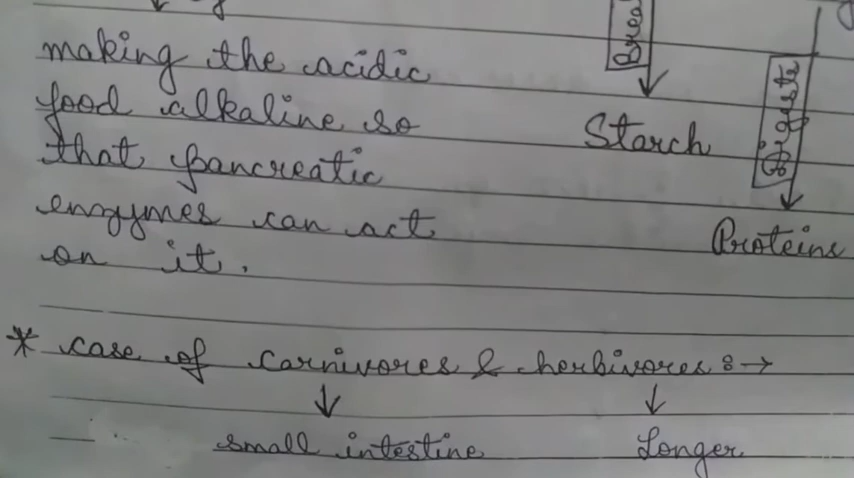 making the acidic
food alkaline so
that pancreatic
enzymes can act
on it.
Starch
Digests
Proteins
* case of carnivores & herbivores :→
↓ ↓
small intestine Longer.